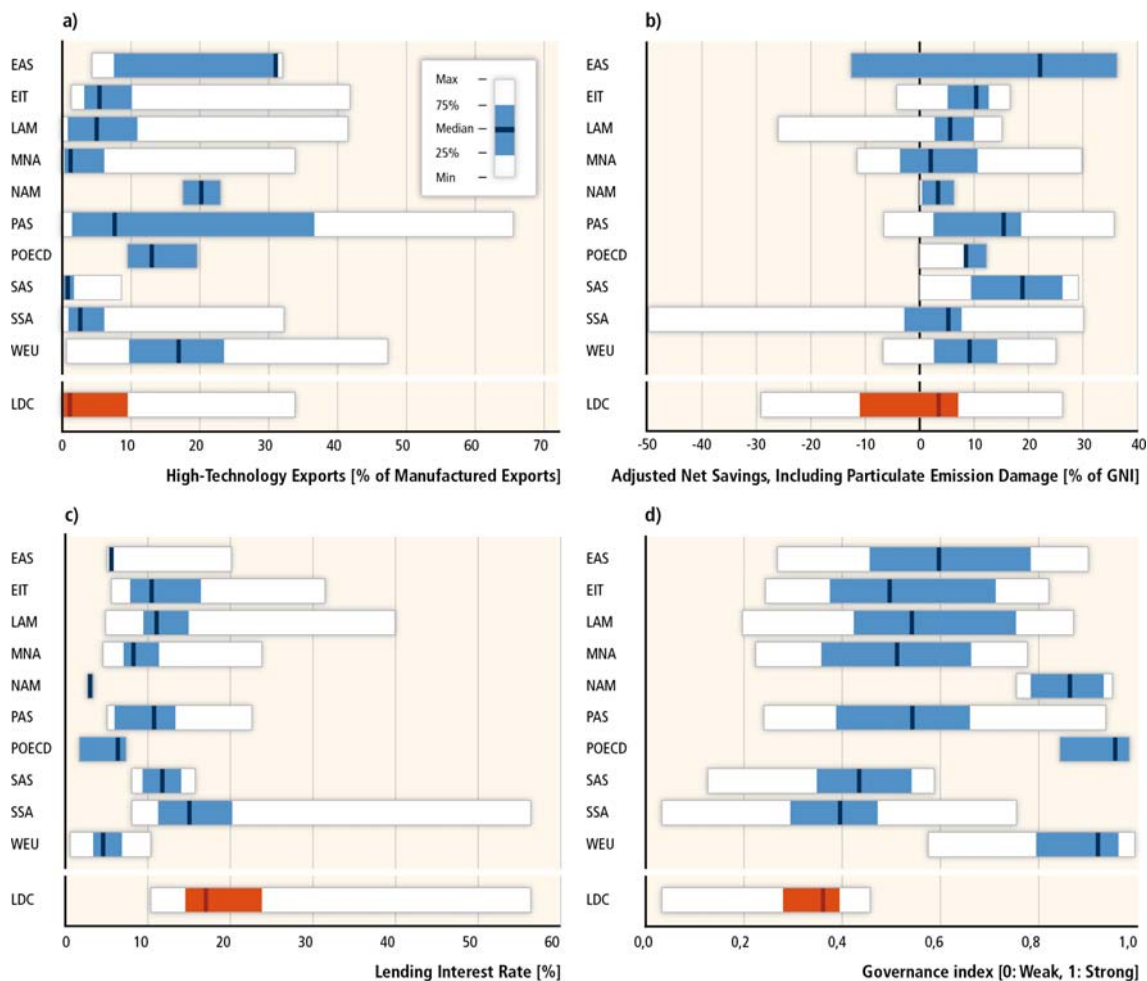 a)
EAS
EIT
LAM
MNA
NAM
PAS
POECD
SAS
SSA
WEU
LDC
Max
75%
Median
25%
Min
0 10 20 30 40 50 60 70
High-Technology Exports [% of Manufactured Exports]
b)
EAS
EIT
LAM
MNA
NAM
PAS
POECD
SAS
SSA
WEU
LDC
-50 -40 -30 -20 -10 0 10 20 30 40
Adjusted Net Savings, Including Particulate Emission Damage [% of GNI]
c)
EAS
EIT
LAM
MNA
NAM
PAS
POECD
SAS
SSA
WEU
LDC
0 10 20 30 40 50 60
Lending Interest Rate [%]
d)
EAS
EIT
LAM
MNA
NAM
PAS
POECD
SAS
SSA
WEU
LDC
0,0 0,2 0,4 0,6 0,8 1,0
Governance index [0: Weak, 1: Strong]